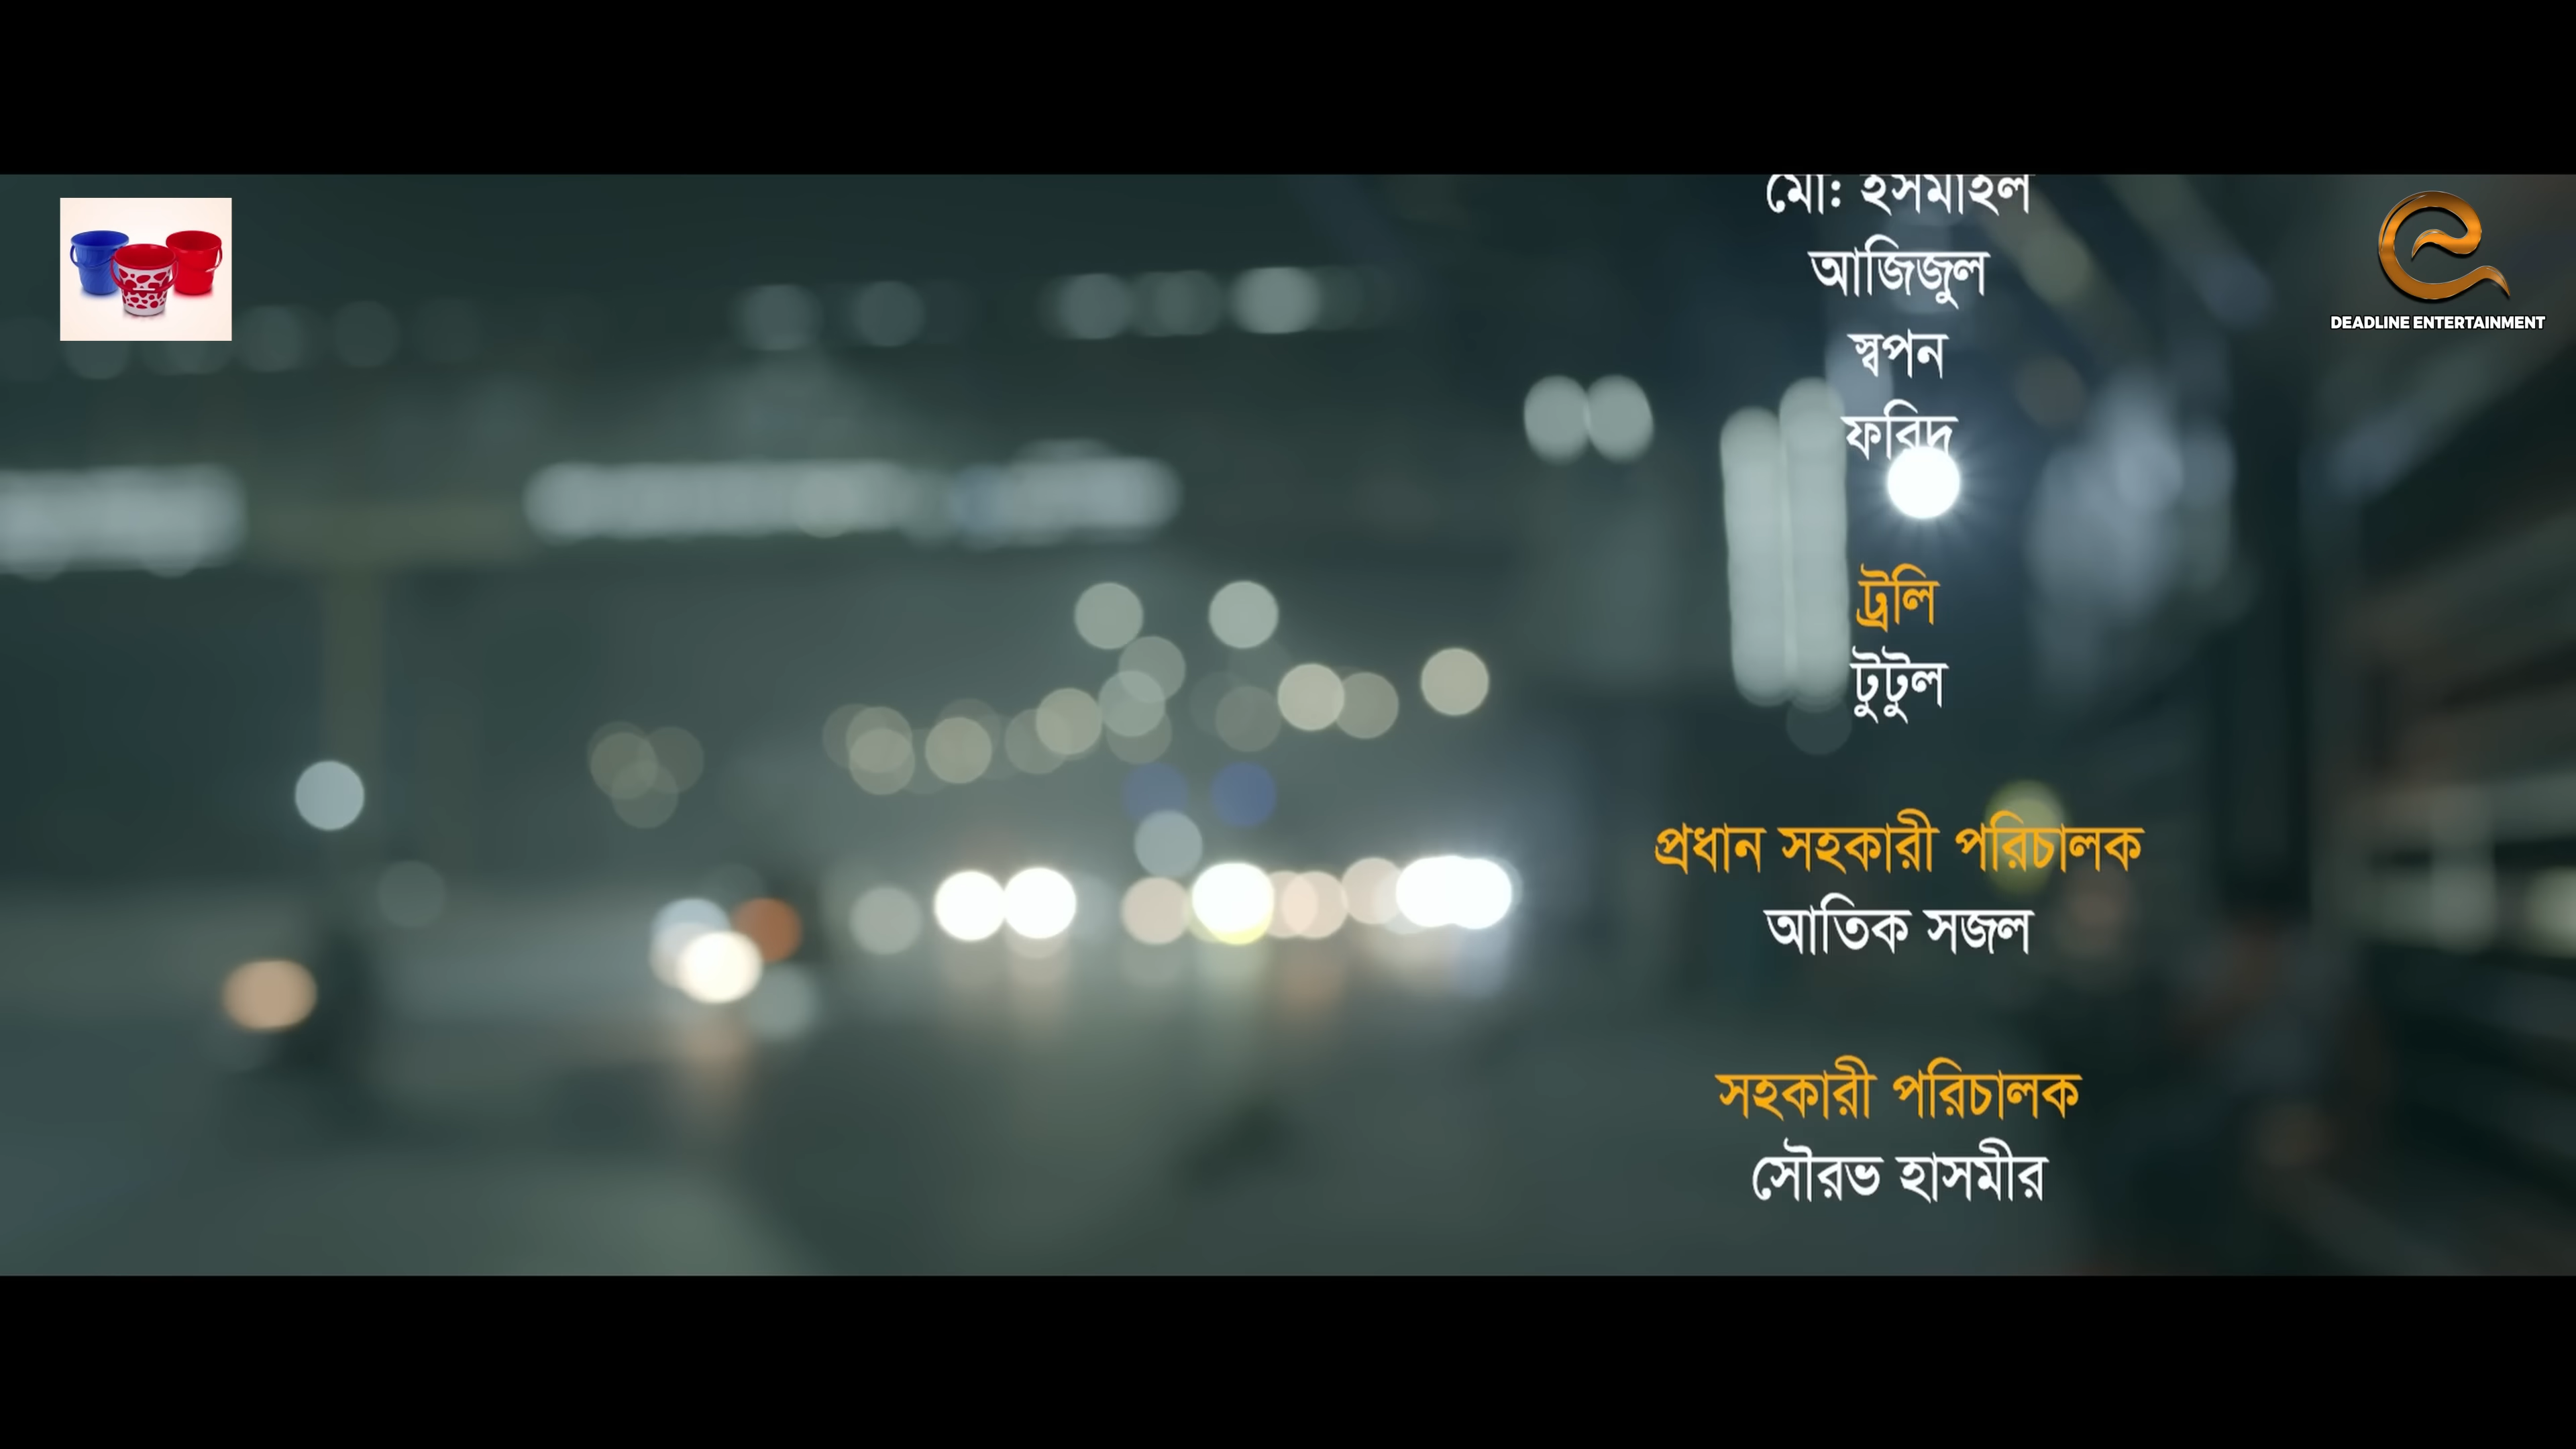 মো: ইসমাইল
আজিজুল
স্বপন
ফরিদ
ট্রলি
টুটুল
প্রধান সহকারী পরিচালক
আতিক সজল
সহকারী পরিচালক
সৌরভ হাসমীর
DEADLINE ENTERTAINMENT